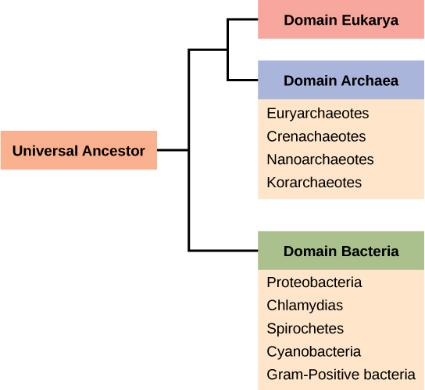 Domain Eukarya
Domain Archaea
Euryarchaeotes
Crenachaeotes
Nanoarchaeotes
Korarchaeotes
Universal Ancestor
Domain Bacteria
Proteobacteria
Chlamydias
Spirochetes
Cyanobacteria
Gram-Positive bacteria